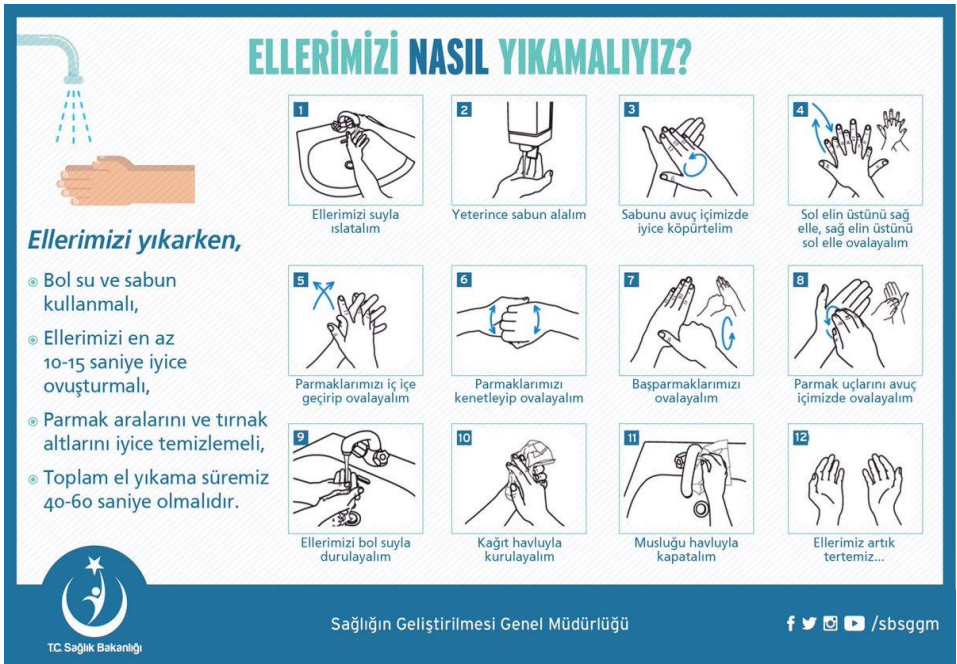 ELLERİMİZİ NASIL YIKAMALIYIZ?
Ellerimizi yıkarken,
Bol su ve sabun
kullanmalı,
Ellerimizi en az
10-15 saniye iyice
ovuşturmalı,
Parmak aralarını ve tırnak
altlarını iyice temizlemeli,
Toplam el yıkama süremiz
40-60 saniye olmalıdır.
1
Ellerimizi suyla
ıslatalım
2
Yeterince sabun alalım
3
Sabunu avuç içimizde
iyice köpürtelim
4
Sol elin üstünü sağ
elle, sağ elin üstünü
sol elle ovalayalım
5
Parmaklarımızı iç içe
geçirip ovalayalım
6
Parmaklarımızı
kenetleyip ovalayalım
7
Başparmaklarımızı
ovalayalım
8
Parmak uçlarını avuç
içimizde ovalayalım
9
Ellerimizi bol suyla
durulayalım
10
Kağıt havluyla
kurulayalım
11
Musluğu havluyla
kapatalım
12
Ellerimiz artık
tertemiz...
T.C. Sağlık Bakanlığı
Sağlığın Geliştirilmesi Genel Müdürlüğü
/sbsggm